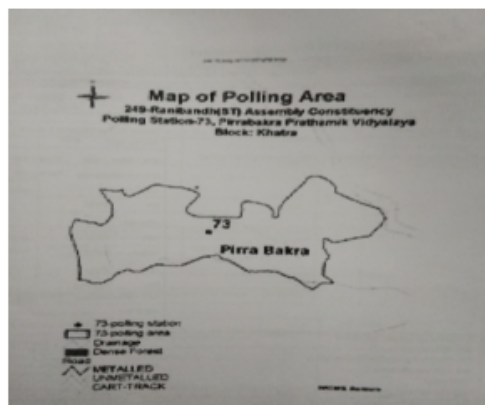 Map of Polling Area
249-Ranibandh(ST) Assembly Constituency
Polling Station-73, Pirrabakra Prathamik Vidyalaya
Block: Khatra
73
Pirra Bakra
73-polling station
73-polling area
Drainage
Dense Forest
Road
METALLED
UNMETALLED
CART-TRACK